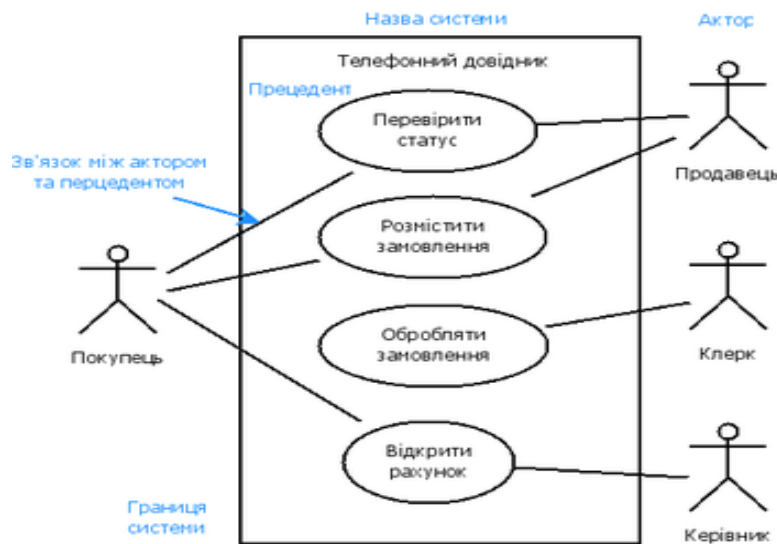 Назва системи
Актор
Телефонний довідник
Прецедент
Перевірити
статус
Зв'язок між актором
та перцедентом
Продавець
Розмістити
замовлення
Покупець
Обробляти
замовлення
Клерк
Відкрити
рахунок
Границя
системи
Керівник